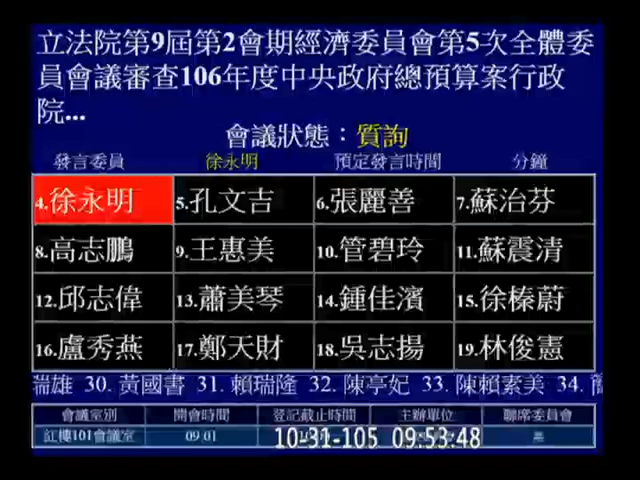 立法院第9屆第2會期經濟委員會第5次全體委
員會議審查106年度中央政府總預算案行政
院...
會議狀態：質詢
發言委員 徐永明 預定發言時間 分鐘
4.徐永明 5.孔文吉 6.張麗善 7.蘇治芬
8.高志鵬 9.王惠美 10.管碧玲 11.蘇震清
12.邱志偉 13.蕭美琴 14.鍾佳濱 15.徐榛蔚
16.盧秀燕 17.鄭天財 18.吳志揚 19.林俊憲
瑞雄 30. 黃國書 31. 賴瑞隆 32. 陳亭妃 33. 陳賴素美 34.
會議室別 開會時間 登記截止時間 主辦單位 聯席委員會
紅樓101會議室 09:01 10-31-105 09:53:48